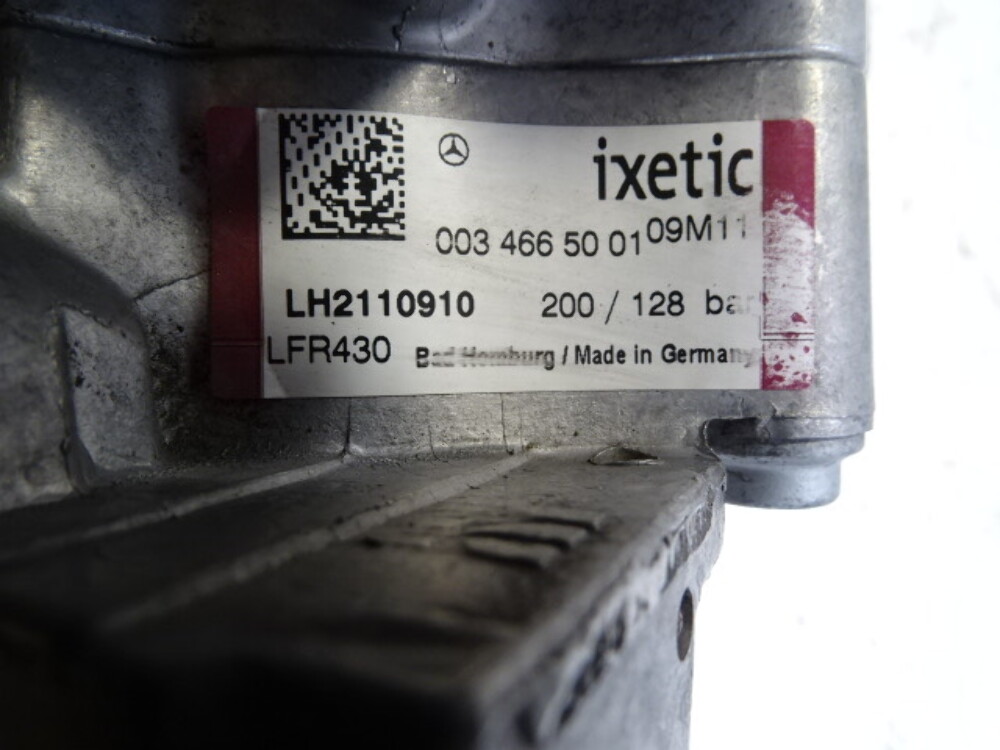 ixetic
003 466 50 01 09M11
LH2110910 200 / 128 bar
LFR430 Bad Homburg / Made in Germany